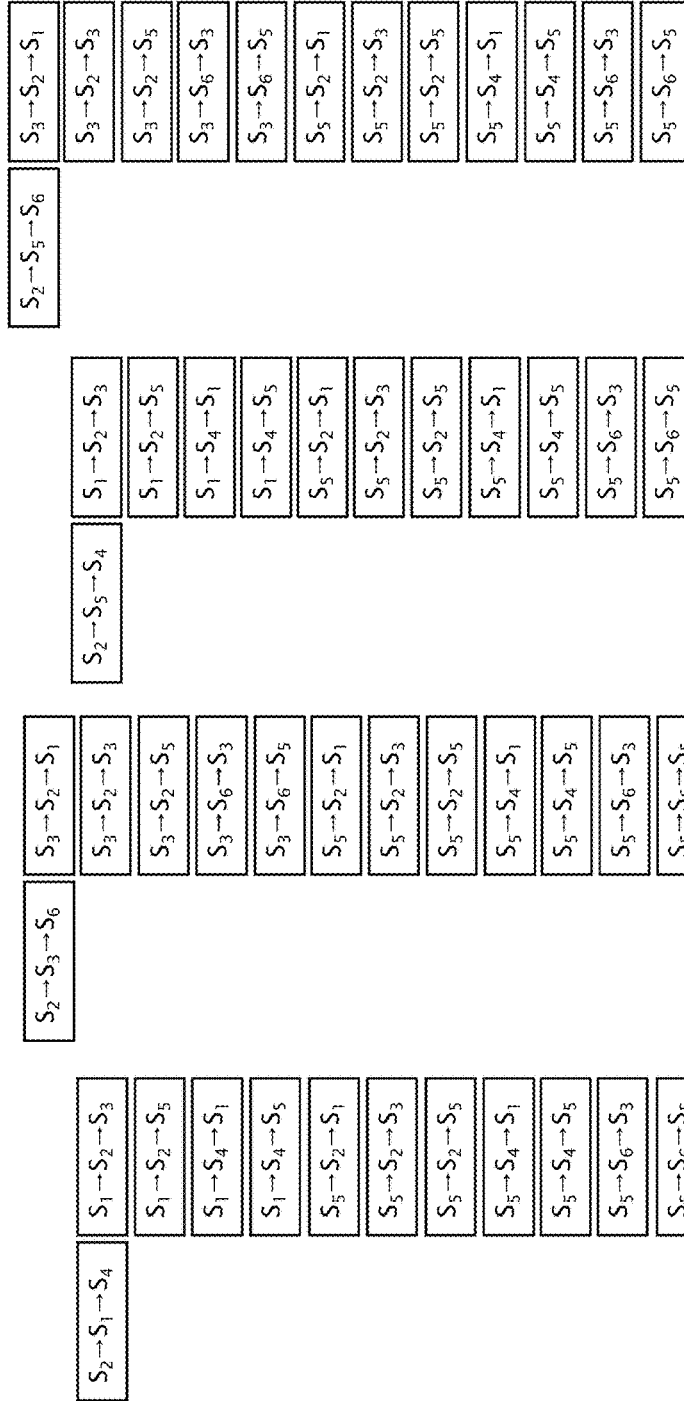 S₂→S₁→S₄
S₁→S₂→S₃
S₁→S₂→S₅
S₁→S₄→S₁
S₁→S₄→S₅
S₅→S₂→S₁
S₅→S₂→S₃
S₅→S₂→S₅
S₅→S₄→S₁
S₅→S₄→S₅
S₅→S₆→S₃
S₂→S₃→S₆
S₃→S₂→S₁
S₃→S₂→S₃
S₃→S₂→S₅
S₃→S₆→S₃
S₃→S₆→S₅
S₅→S₂→S₁
S₅→S₂→S₃
S₅→S₂→S₅
S₅→S₄→S₁
S₅→S₄→S₅
S₅→S₆→S₃
S₂→S₅→S₄
S₁→S₂→S₃
S₁→S₂→S₅
S₁→S₄→S₁
S₁→S₄→S₅
S₅→S₂→S₁
S₅→S₂→S₃
S₅→S₂→S₅
S₅→S₄→S₁
S₅→S₄→S₅
S₅→S₆→S₃
S₅→S₆→S₅
S₂→S₅→S₆
S₃→S₂→S₁
S₃→S₂→S₃
S₃→S₂→S₅
S₃→S₆→S₃
S₃→S₆→S₅
S₅→S₂→S₁
S₅→S₂→S₃
S₅→S₂→S₅
S₅→S₄→S₁
S₅→S₄→S₅
S₅→S₆→S₃
S₅→S₆→S₅